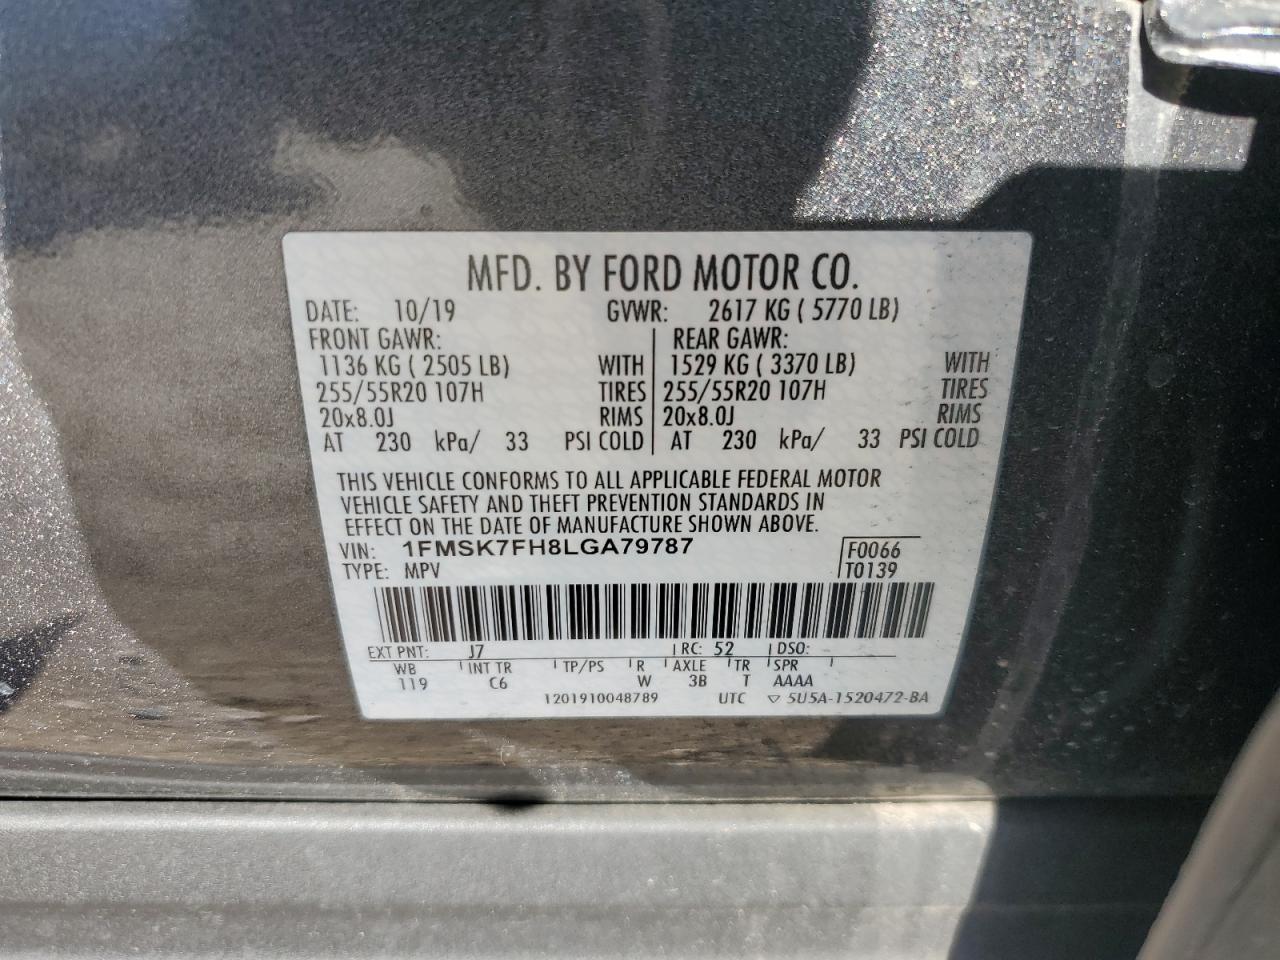 MFD. BY FORD MOTOR CO.
DATE: 10/19 GVWR: 2617 KG ( 5770 LB)
FRONT GAWR: REAR GAWR:
1136 KG ( 2505 LB) WITH 1529 KG ( 3370 LB) WITH
255/55R20 107H TIRES 255/55R20 107H TIRES
20x8.0J RIMS 20x8.0J RIMS
AT 230 kPa/ 33 PSI COLD AT 230 kPa/ 33 PSI COLD
THIS VEHICLE CONFORMS TO ALL APPLICABLE FEDERAL MOTOR
VEHICLE SAFETY AND THEFT PREVENTION STANDARDS IN
EFFECT ON THE DATE OF MANUFACTURE SHOWN ABOVE.
VIN: 1FMSK7FH8LGA79787 F0066
TYPE: MPV T0139
EXT PNT: J7 RC: 52 DSO:
WB INT TR TP/PS R AXLE TR SPR
119 C6 W 3B T AAAA
1201910048789 UTC ▽ 5U5A-1520472-BA